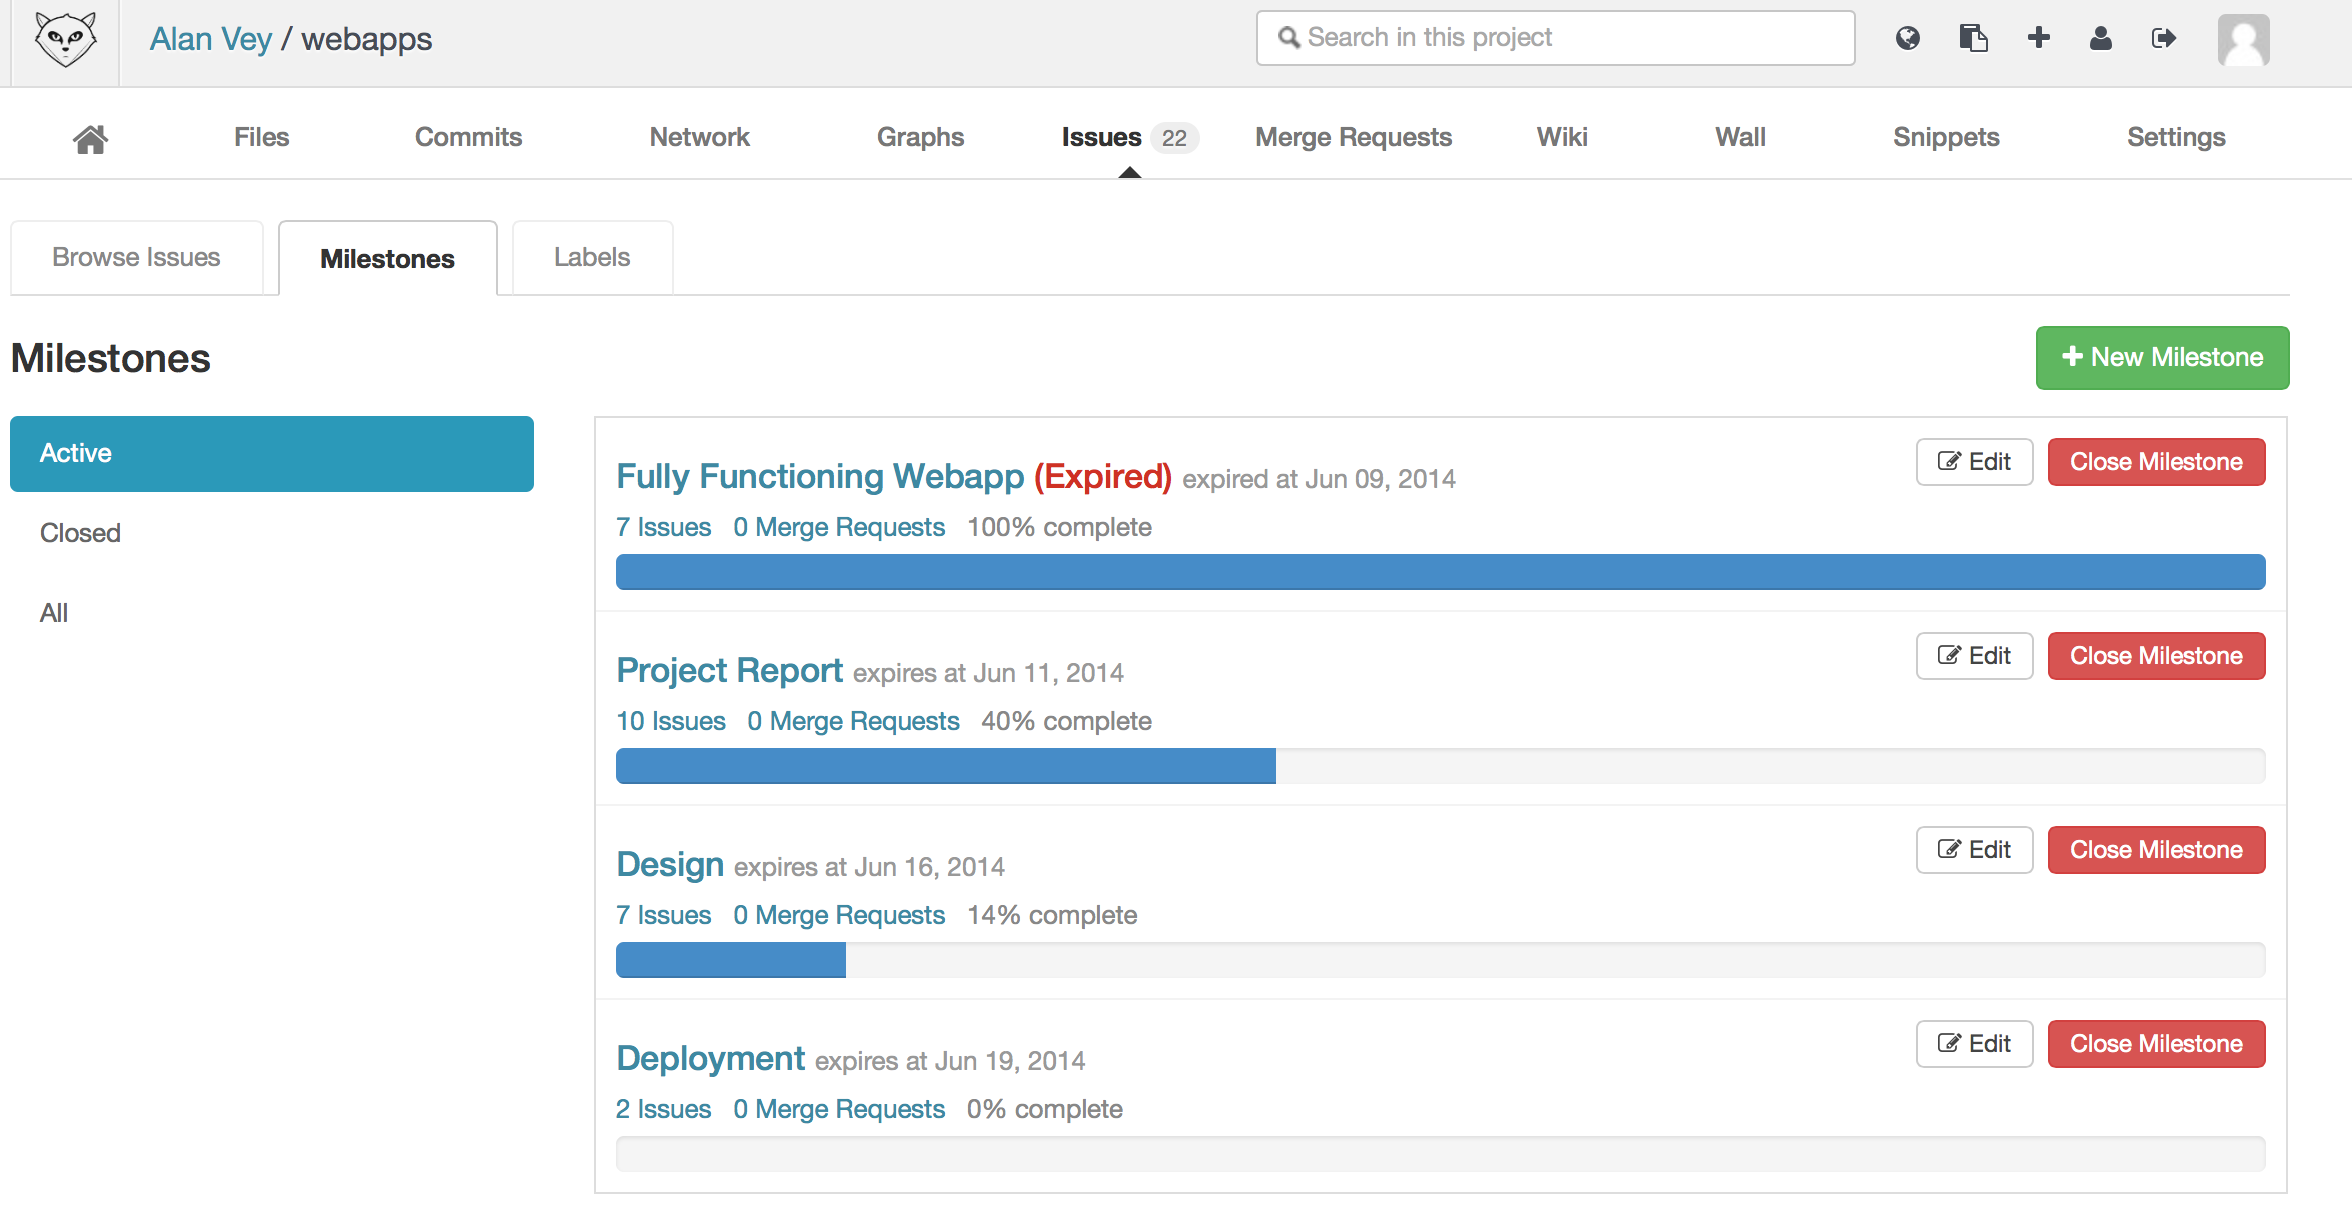 Alan Vey / webapps
Search in this project
Files Commits Network Graphs Issues 22 Merge Requests Wiki Wall Snippets Settings
Browse Issues Milestones Labels
Milestones
New Milestone
Active
Closed
All
Fully Functioning Webapp (Expired) expired at Jun 09, 2014
Edit Close Milestone
7 Issues 0 Merge Requests 100% complete
Project Report expires at Jun 11, 2014
Edit Close Milestone
10 Issues 0 Merge Requests 40% complete
Design expires at Jun 16, 2014
Edit Close Milestone
7 Issues 0 Merge Requests 14% complete
Deployment expires at Jun 19, 2014
Edit Close Milestone
2 Issues 0 Merge Requests 0% complete